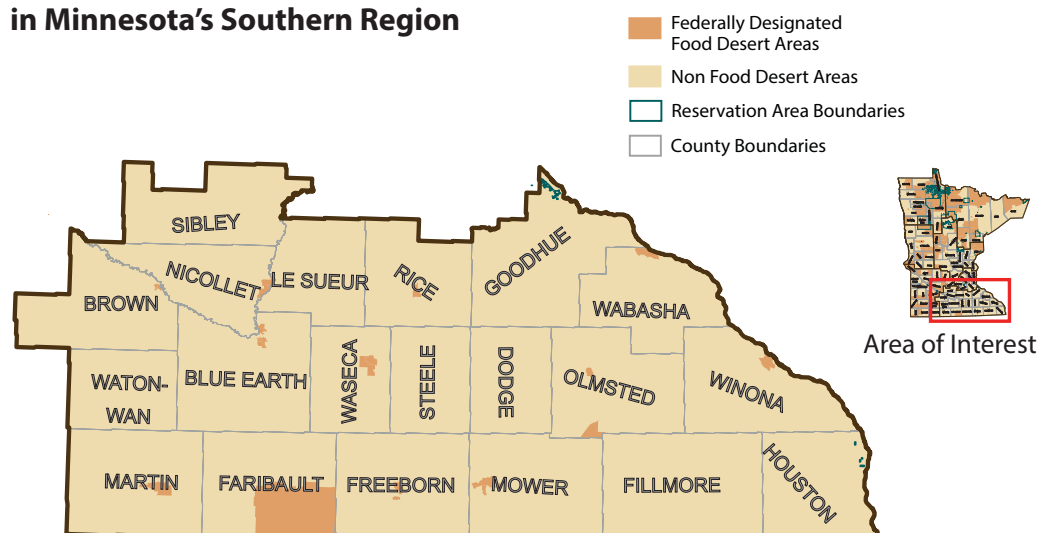 in Minnesota's Southern Region
Federally Designated
Food Desert Areas
Non Food Desert Areas
Reservation Area Boundaries
County Boundaries
SIBLEY
NICOLLET
LE SUEUR
RICE
GOODHUE
BROWN
WABASHA
Area of Interest
WATON-
WAN
BLUE EARTH
WASECA
STEELE
DODGE
OLMSTED
WINONA
MARTIN
FARIBAULT
FREEBORN
MOWER
FILLMORE
HOUSTON